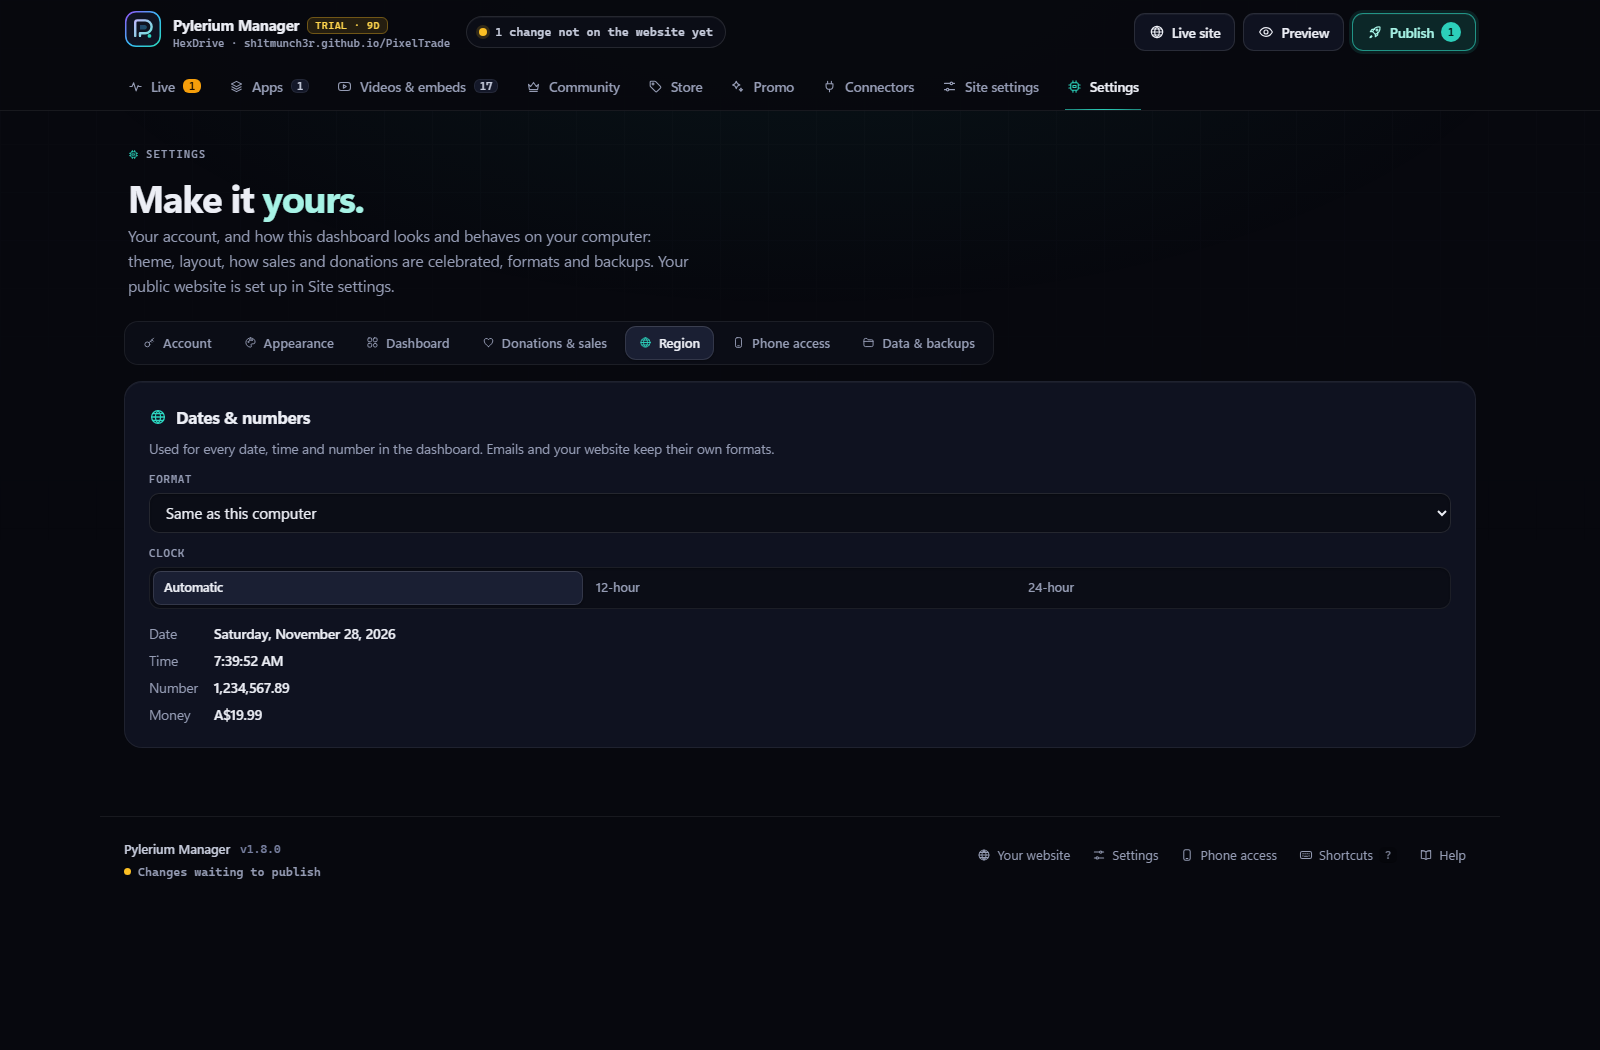 Pylerium Manager TRIAL · 9D
HexDrive · sh1tmunch3r.github.io/PixelTrade
1 change not on the website yet
Live site
Preview
Publish 1
Live 1
Apps 1
Videos & embeds 17
Community
Store
Promo
Connectors
Site settings
Settings
SETTINGS
Make it yours.
Your account, and how this dashboard looks and behaves on your computer:
theme, layout, how sales and donations are celebrated, formats and backups. Your
public website is set up in Site settings.
Account
Appearance
Dashboard
Donations & sales
Region
Phone access
Data & backups
Dates & numbers
Used for every date, time and number in the dashboard. Emails and your website keep their own formats.
FORMAT
Same as this computer
CLOCK
Automatic
12-hour
24-hour
Date Saturday, November 28, 2026
Time 7:39:52 AM
Number 1,234,567.89
Money A$19.99
Pylerium Manager v1.8.0
Changes waiting to publish
Your website
Settings
Phone access
Shortcuts ?
Help